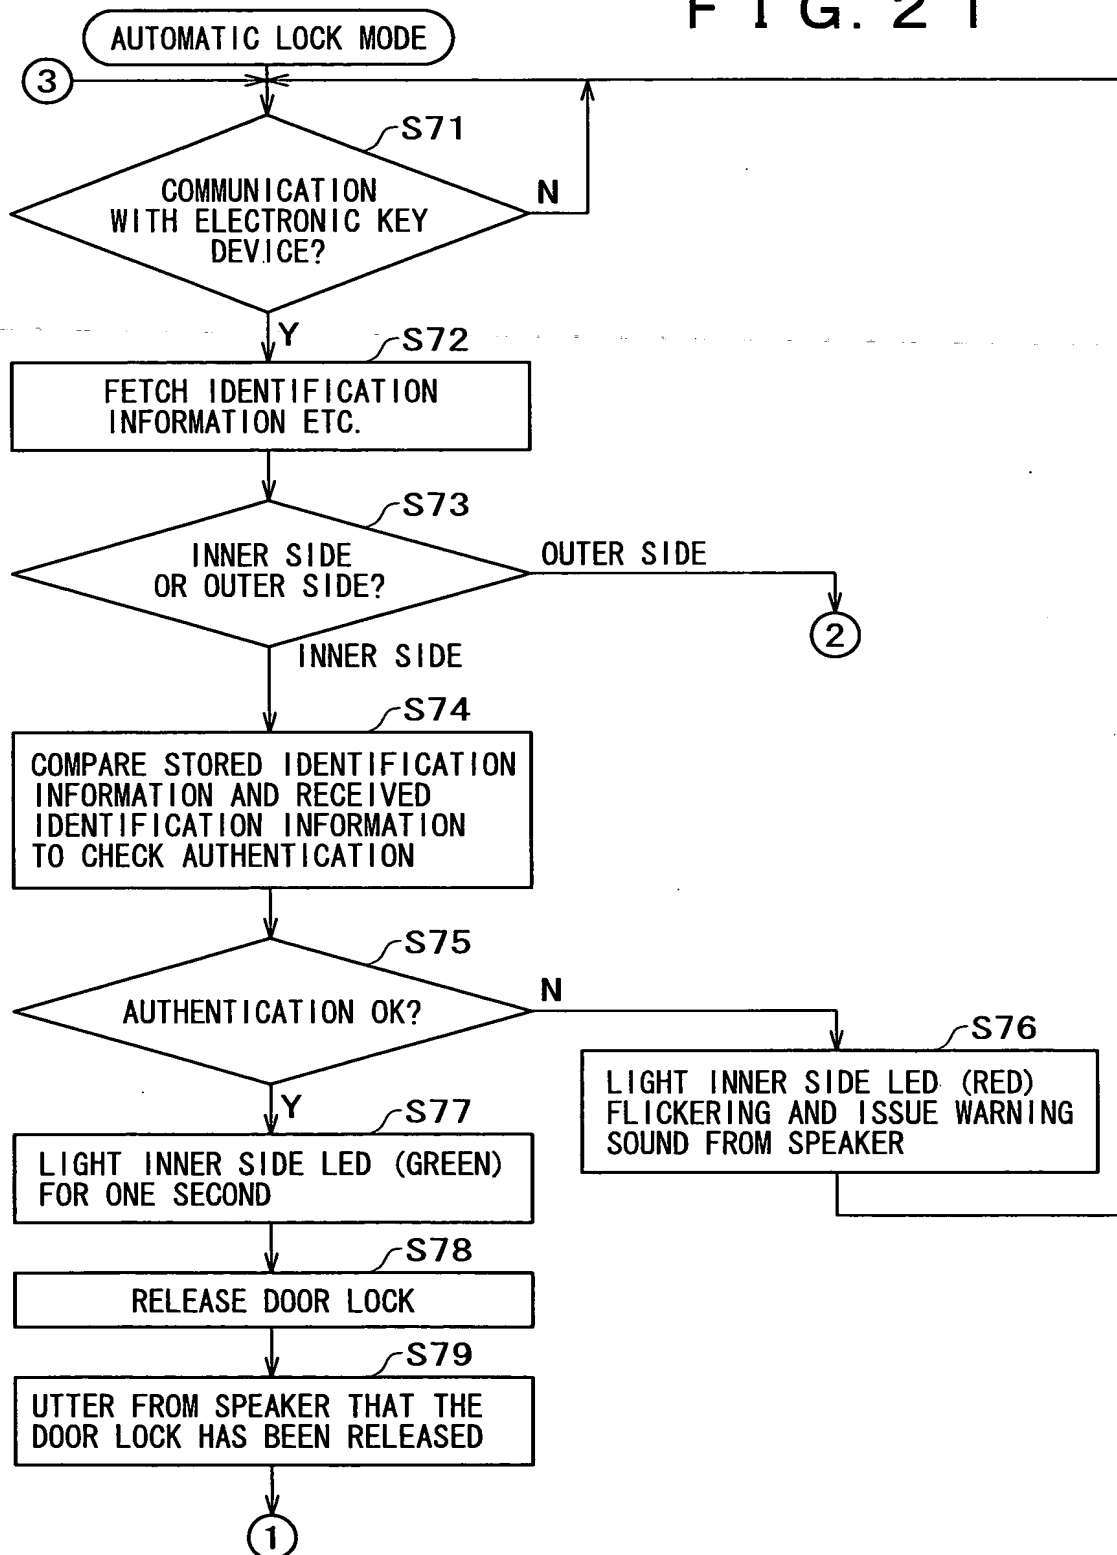 FIG. 21
AUTOMATIC LOCK MODE
3
S71
COMMUNICATION
WITH ELECTRONIC KEY
DEVICE?
N
Y
S72
FETCH IDENTIFICATION
INFORMATION ETC.
S73
INNER SIDE
OR OUTER SIDE?
OUTER SIDE
2
INNER SIDE
S74
COMPARE STORED IDENTIFICATION
INFORMATION AND RECEIVED
IDENTIFICATION INFORMATION
TO CHECK AUTHENTICATION
S75
AUTHENTICATION OK?
N
S76
LIGHT INNER SIDE LED (RED)
FLICKERING AND ISSUE WARNING
SOUND FROM SPEAKER
Y
S77
LIGHT INNER SIDE LED (GREEN)
FOR ONE SECOND
S78
RELEASE DOOR LOCK
S79
UTTER FROM SPEAKER THAT THE
DOOR LOCK HAS BEEN RELEASED
1